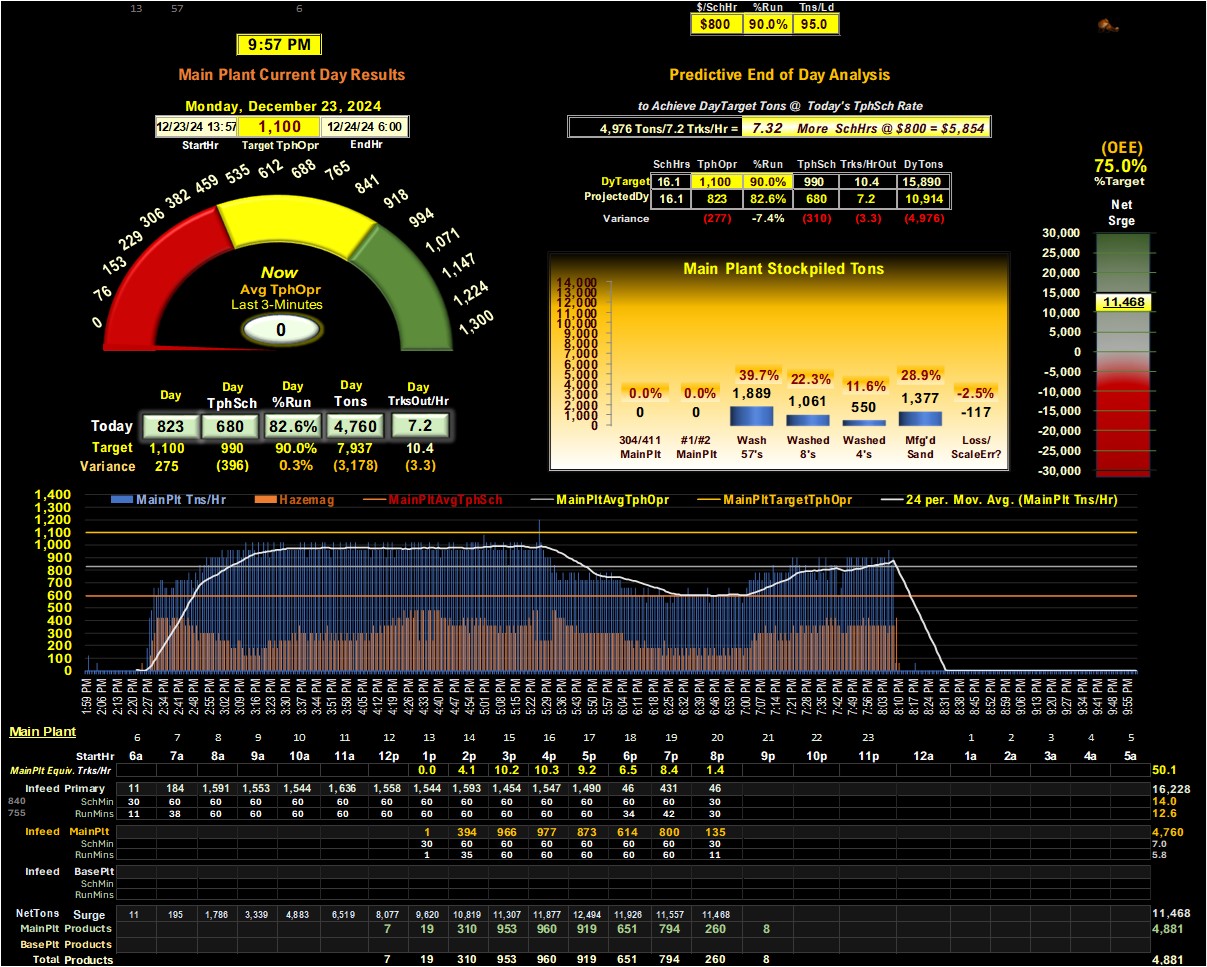 13 57 6
$/SchHr %Run Tns/Ld
$800 90.0% 95.0
9:57 PM
Main Plant Current Day Results
Predictive End of Day Analysis
Monday, December 23, 2024
to Achieve DayTarget Tons @ Today's TphSch Rate
12/23/24 13:57 1,100 12/24/24 6:00
StartHr Target TphOpr EndHr
4,976 Tons/7.2 Trks/Hr = 7.32 More SchHrs @ $800 = $5,854
SchHrs TphOpr %Run TphSch Trks/HrOut DyTons
DyTarget 16.1 1,100 90.0% 990 10.4 15,890
ProjectedDy 16.1 823 82.6% 680 7.2 10,914
Variance (277) -7.4% (310) (3.3) (4,976)
(OEE)
75.0%
%Target
Net
Srge
30,000
25,000
20,000
15,000
11,468
10,000
5,000
0
-5,000
-10,000
-15,000
-20,000
-25,000
-30,000
0 76 153 229 306 382 459 535 612 688 765 841 918 994 1,071 1,147 1,224 1,300
Now
Avg TphOpr
Last 3-Minutes
0
Main Plant Stockpiled Tons
14,000
13,000
12,000
11,000
10,000
9,000
8,000
7,000
6,000
5,000
4,000
3,000
2,000
1,000
0
0.0% 0.0% 39.7% 22.3% 11.6% 28.9% -2.5%
0 0 1,889 1,061 550 1,377 -117
304/411 #1/#2 Wash Washed Washed Mfg'd Loss/
MainPlt MainPlt 57's 8's 4's Sand ScaleErr?
Day Day Day Day Day
TphSch %Run Tons TrksOut/Hr
Today 823 680 82.6% 4,760 7.2
Target 1,100 990 90.0% 7,937 10.4
Variance 275 (396) 0.3% (3,178) (3.3)
MainPlt Tns/Hr Hazemag MainPltAvgTphSch MainPltAvgTphOpr MainPltTargetTphOpr 24 per. Mov. Avg. (MainPlt Tns/Hr)
1,400
1,300
1,200
1,100
1,000
900
800
700
600
500
400
300
200
100
0
1:59 PM 2:06 PM 2:13 PM 2:20 PM 2:27 PM 2:34 PM 2:41 PM 2:48 PM 2:55 PM 3:02 PM 3:09 PM 3:16 PM 3:23 PM 3:30 PM 3:37 PM 3:44 PM 3:51 PM 3:58 PM 4:05 PM 4:12 PM 4:19 PM 4:26 PM 4:33 PM 4:40 PM 4:47 PM 4:54 PM 5:01 PM 5:08 PM 5:15 PM 5:22 PM 5:29 PM 5:36 PM 5:43 PM 5:50 PM 5:57 PM 6:04 PM 6:11 PM 6:18 PM 6:25 PM 6:32 PM 6:39 PM 6:46 PM 6:53 PM 7:00 PM 7:07 PM 7:14 PM 7:21 PM 7:28 PM 7:35 PM 7:42 PM 7:49 PM 7:56 PM 8:03 PM 8:10 PM 8:17 PM 8:24 PM 8:31 PM 8:38 PM 8:45 PM 8:52 PM 8:59 PM 9:06 PM 9:13 PM 9:20 PM 9:27 PM 9:34 PM 9:41 PM 9:48 PM 9:55 PM
Main Plant
6 7 8 9 10 11 12 13 14 15 16 17 18 19 20 21 22 23 1 2 3 4 5
StartHr 6a 7a 8a 9a 10a 11a 12p 1p 2p 3p 4p 5p 6p 7p 8p 9p 10p 11p 12a 1a 2a 3a 4a 5a
MainPlt Equiv. Trks/Hr 0.0 4.1 10.2 10.3 9.2 6.5 8.4 1.4 50.1
Infeed Primary 11 184 1,591 1,553 1,544 1,636 1,558 1,544 1,593 1,454 1,547 1,490 46 431 46 16,228
840 SchMin 30 60 60 60 60 60 60 60 60 60 60 60 60 60 30 14.0
755 RunMins 11 38 60 60 60 60 60 60 60 60 60 60 34 42 30 12.6
Infeed MainPlt 1 394 966 977 873 614 800 135 4,760
SchMin 30 60 60 60 60 60 60 30 7.0
RunMins 1 35 60 60 60 60 60 11 5.8
Infeed BasePlt
SchMin
RunMins
NetTons Surge 11 195 1,786 3,339 4,883 6,519 8,077 9,620 10,819 11,307 11,877 12,494 11,926 11,557 11,468 11,468
MainPlt Products 7 19 310 953 960 919 651 794 260 8 4,881
BasePlt Products
Total Products 7 19 310 953 960 919 651 794 260 8 4,881